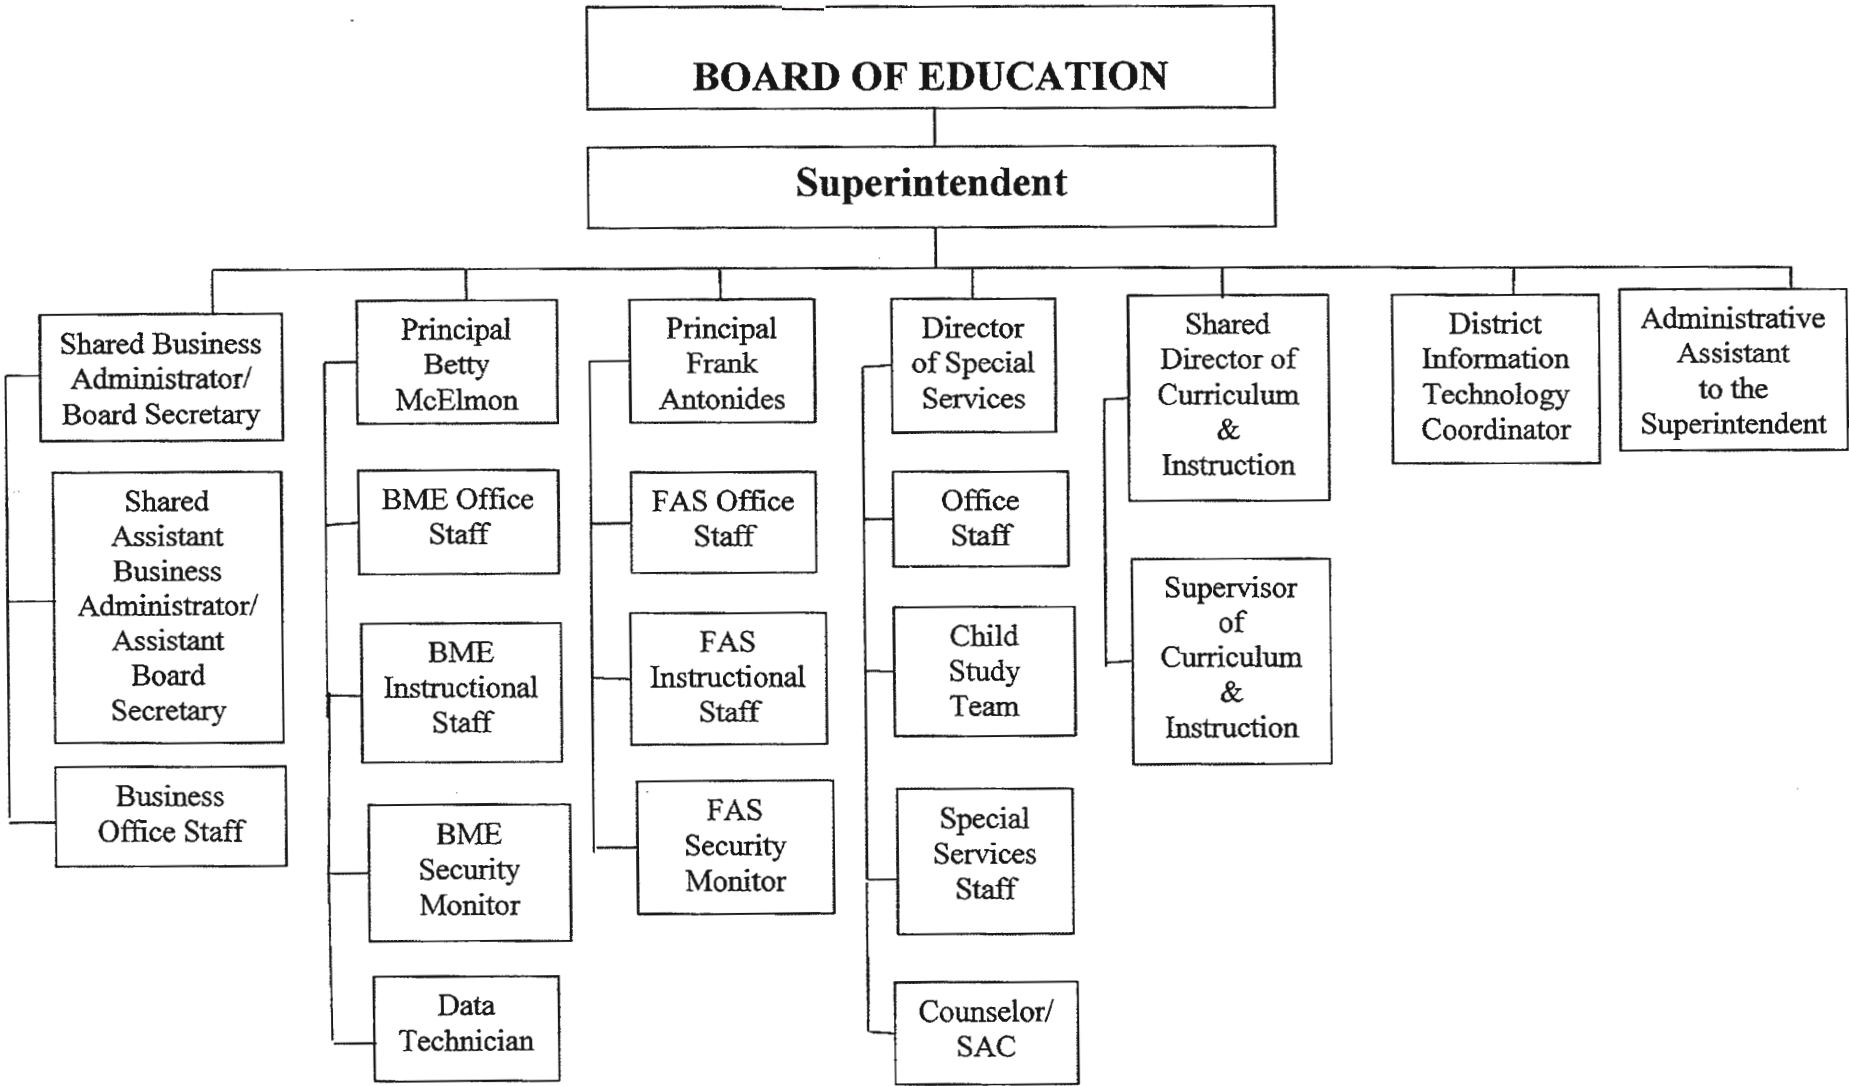 BOARD OF EDUCATION
Superintendent
Shared Business
Administrator/
Board Secretary
Shared
Assistant
Business
Administrator/
Assistant
Board
Secretary
Business
Office Staff
Principal
Betty
McElmon
BME Office
Staff
BME
Instructional
Staff
BME
Security
Monitor
Data
Technician
Principal
Frank
Antonides
FAS Office
Staff
FAS
Instructional
Staff
FAS
Security
Monitor
Director
of Special
Services
Office
Staff
Child
Study
Team
Special
Services
Staff
Counselor/
SAC
Shared
Director of
Curriculum
&
Instruction
Supervisor
of
Curriculum
&
Instruction
District
Information
Technology
Coordinator
Administrative
Assistant
to the
Superintendent